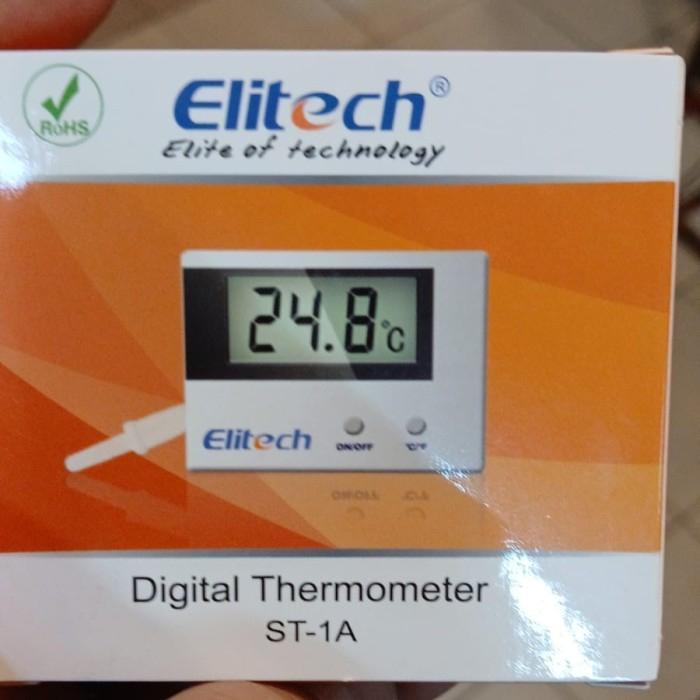 RoHS
Elitech®
Elite of technology
24.8°C
Elitech
ON/OFF °C/°F
Digital Thermometer
ST-1A